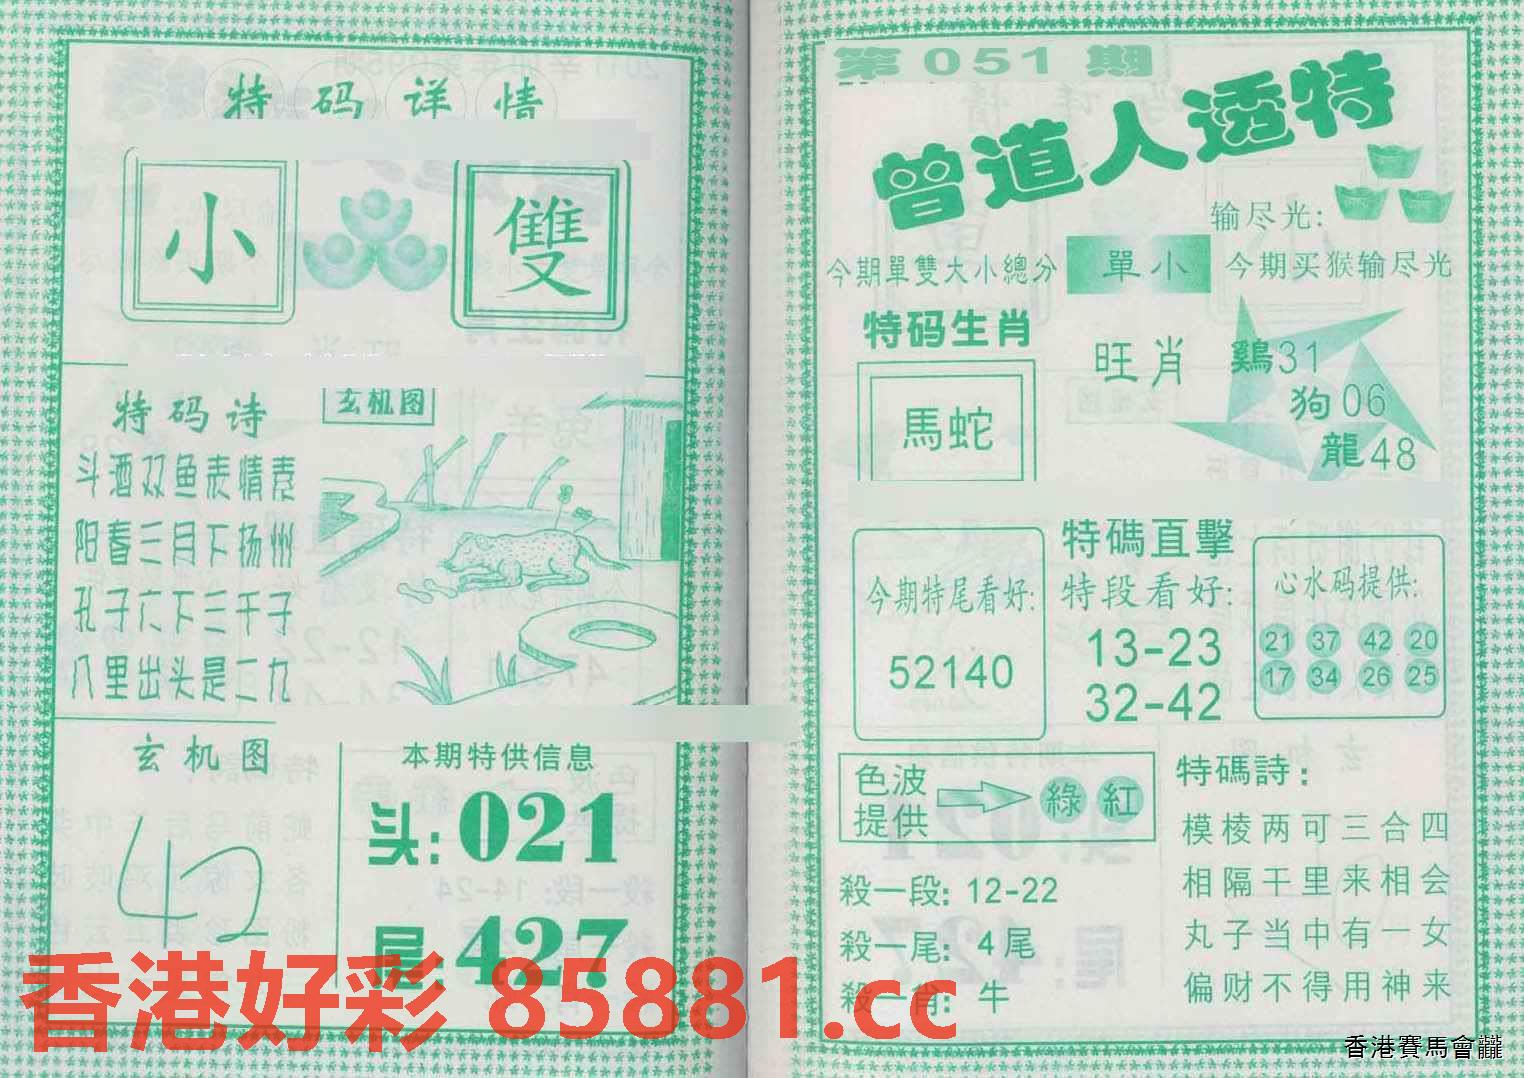 特码详情
小
雙
特码诗
斗酒双鱼表情
阳春三月下扬州
孔子六下三千子
八里出头是二九
玄机图
玄机图
42
本期特供信息
头:021
尾:427
第051期
曾道人透特
输尽光:
今期單雙大小總分
單小
今期买猴输尽光
特码生肖
馬蛇
旺肖
鷄31
狗06
龍48
今期特尾看好:
52140
特碼直擊
特段看好:
13-23
32-42
心水码提供:
21 37 42 20
17 34 26 25
色波
提供
綠 紅
殺一段: 12-22
殺一尾: 4尾
殺一肖: 牛
特碼詩:
模棱两可三合四
相隔千里来相会
丸子当中有一女
偏财不得用神来
香港好彩 85881.cc
香港賽馬會